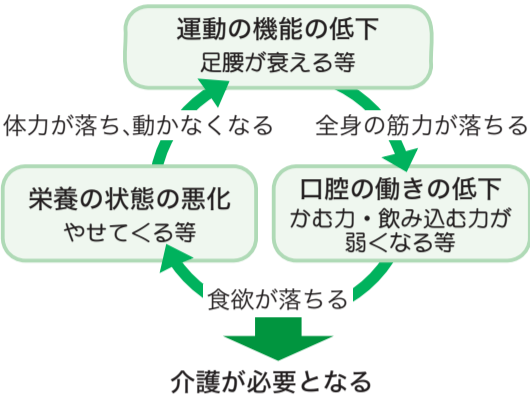 運動の機能の低下
足腰が衰える等
体力が落ち、動かなくなる
全身の筋力が落ちる
栄養の状態の悪化
やせてくる等
口腔の働きの低下
かむ力・飲み込む力が
弱くなる等
食欲が落ちる
介護が必要となる